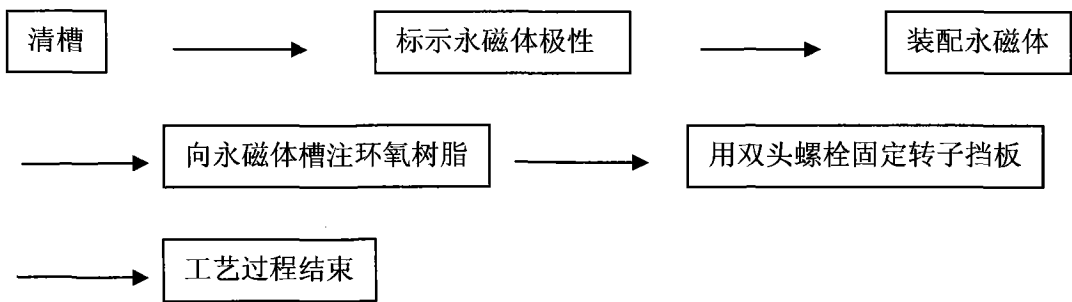 清槽
标示永磁体极性
装配永磁体
向永磁体槽注环氧树脂
用双头螺栓固定转子挡板
工艺过程结束